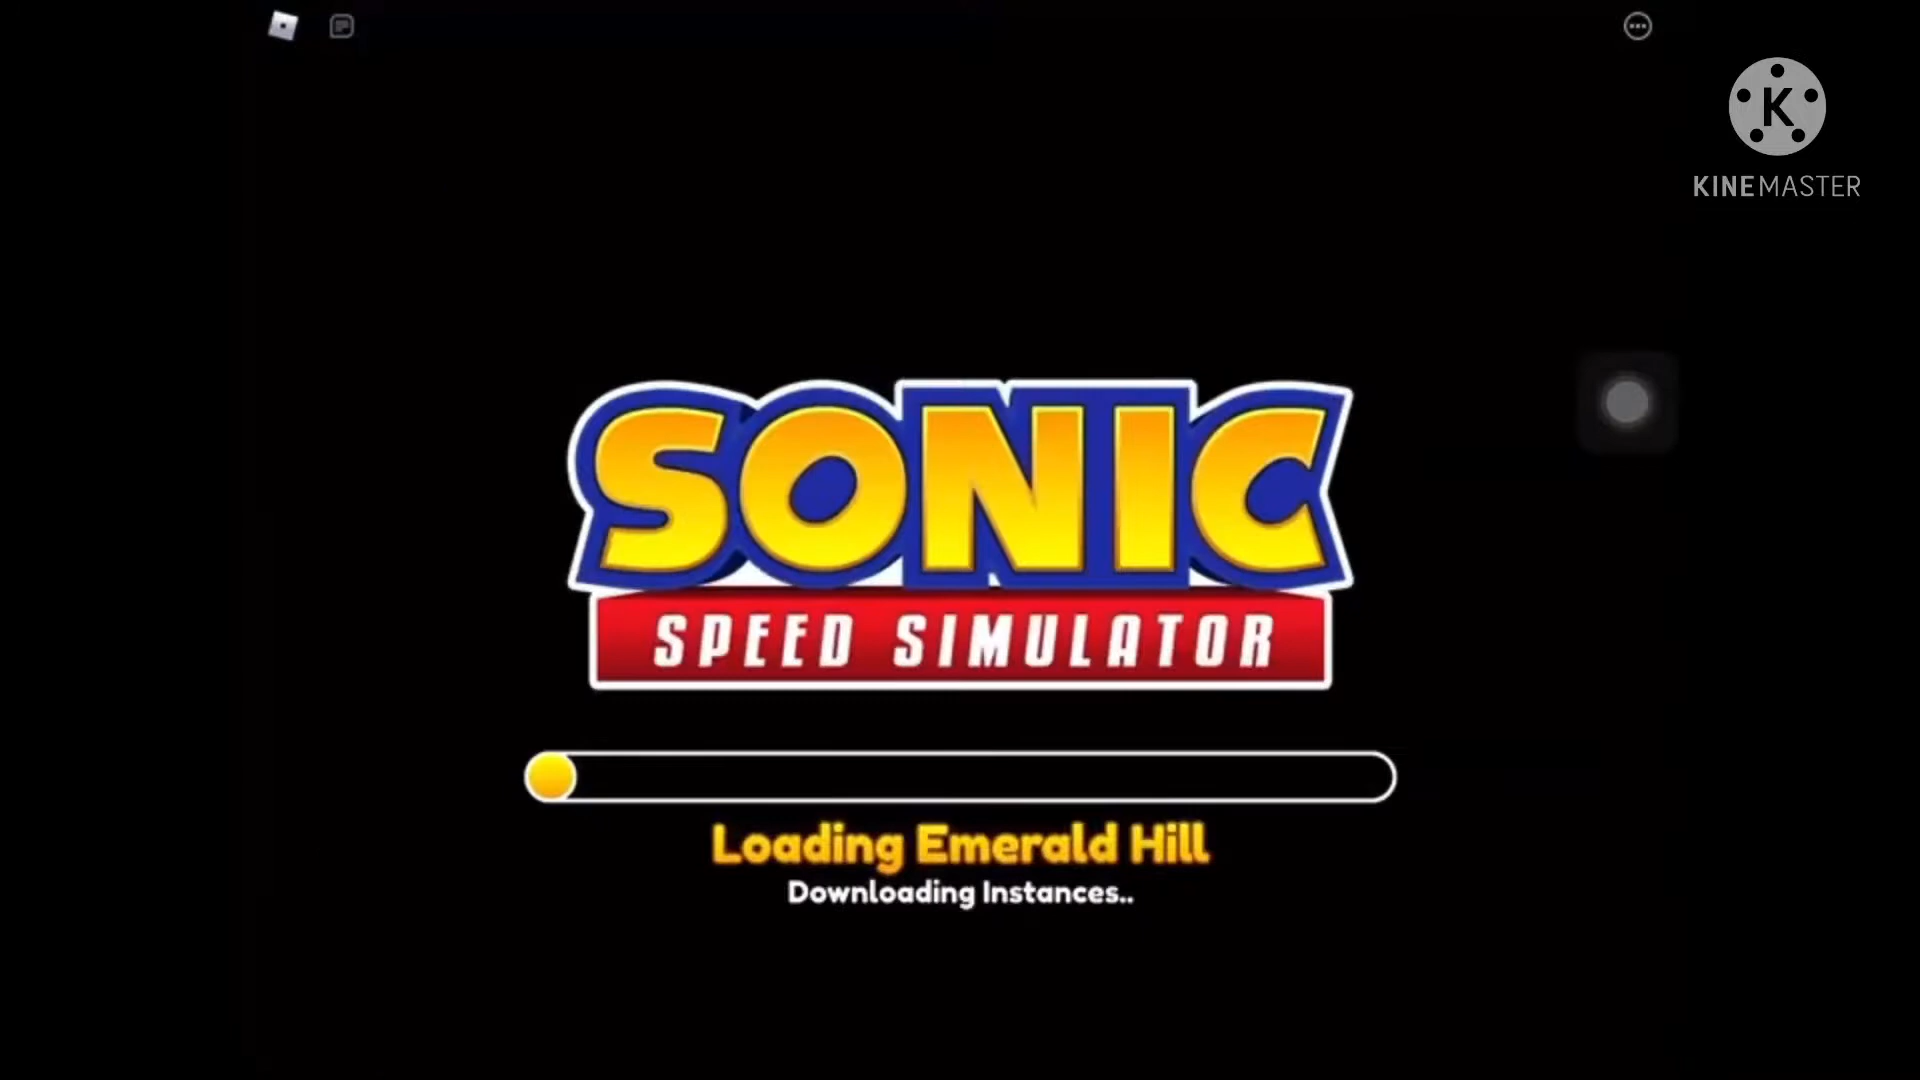 K
KINEMASTER
SONIC
SPEED SIMULATOR
Loading Emerald Hill
Downloading Instances..